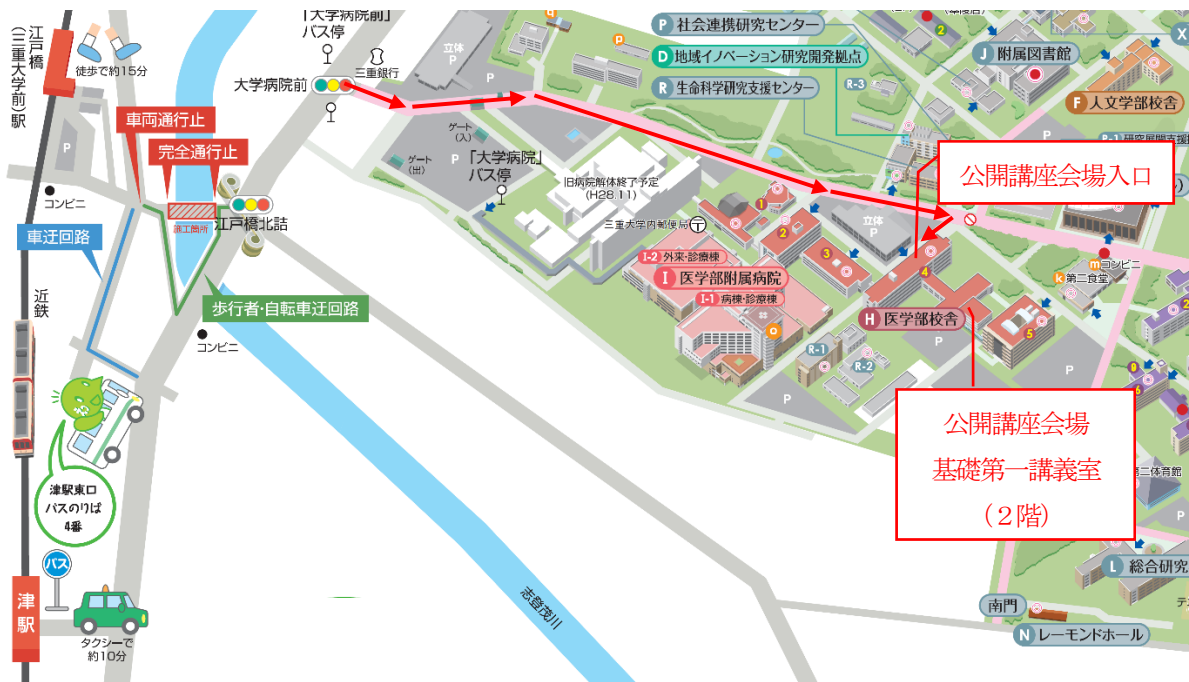 江戸橋
(三重大学前)駅
徒歩で約15分
「大学病院前」
バス停
三重銀行
大学病院前
立体
P
P
P
車両通行止
完全通行止
コンビニ
施工箇所
江戸橋北詰
車迂回路
近鉄
歩行者・自転車迂回路
コンビニ
津駅東口
バスのりば
4番
バス
津駅
タクシーで
約10分
志登茂川
ゲート
(入)
ゲート
(出)
P
「大学病院」
バス停
旧病院解体終了予定
(H28.11)
三重大学内郵便局
I-2 外来・診療棟
I 医学部附属病院
I-1 病棟・診療棟
o
q
p
P 社会連携研究センター
D 地域イノベーション研究開発拠点
R 生命科学研究支援センター
R-3
2
J 附属図書館
X
F 人文学部校舎
P
公開講座会場入口
立体
P
1
2
3
4
5
H 医学部校舎
R-1
R-2
P
P
P
m コンビニ
k 第二食堂
2
9
6
公開講座会場
基礎第一講義室
(2階)
二体育館
L 総合研究
南門
N レーモンドホール